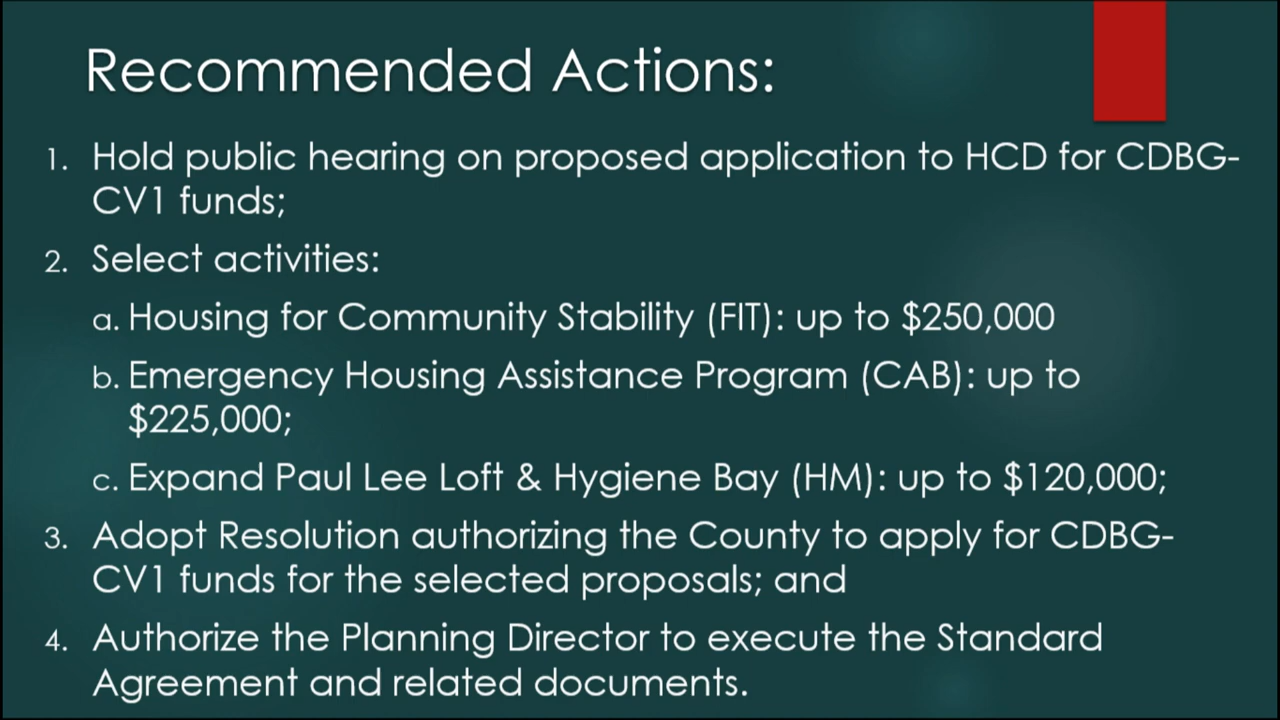 Recommended Actions:
1. Hold public hearing on proposed application to HCD for CDBG-
CV1 funds;
2. Select activities:
a. Housing for Community Stability (FIT): up to $250,000
b. Emergency Housing Assistance Program (CAB): up to
$225,000;
c. Expand Paul Lee Loft & Hygiene Bay (HM): up to $120,000;
3. Adopt Resolution authorizing the County to apply for CDBG-
CV1 funds for the selected proposals; and
4. Authorize the Planning Director to execute the Standard
Agreement and related documents.